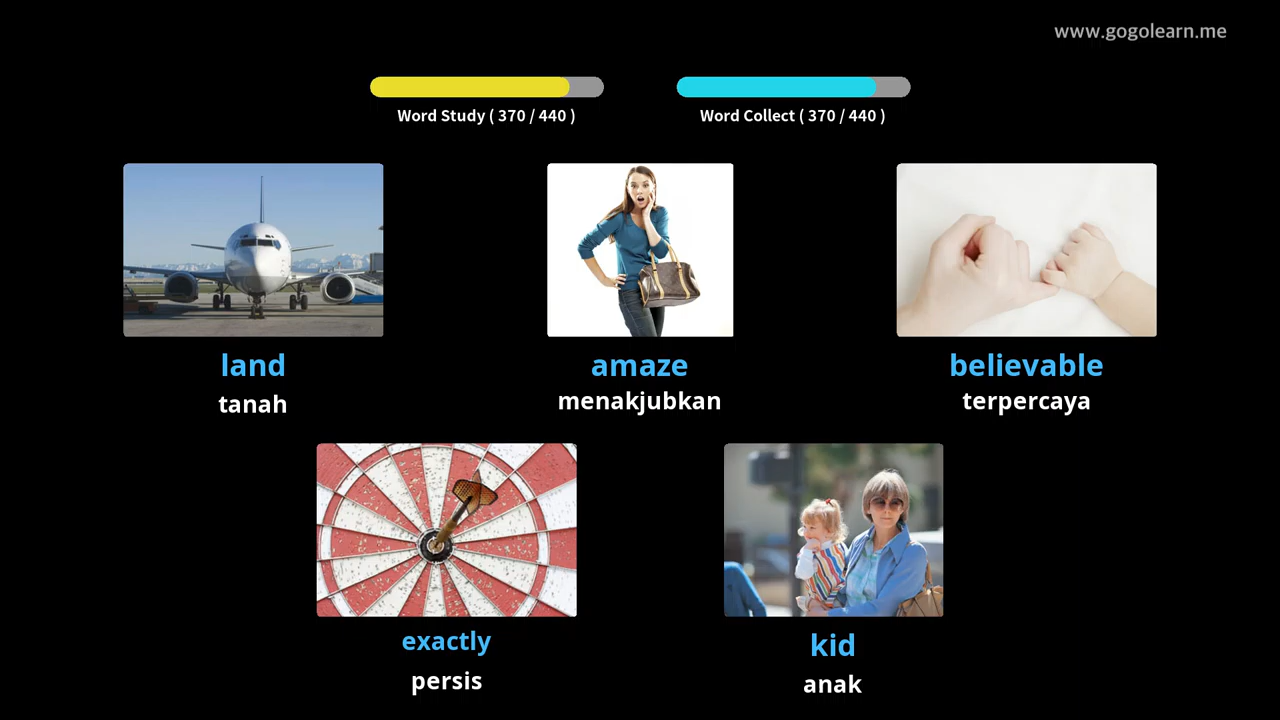 www.gogolearn.me
Word Study ( 370 / 440 )
Word Collect ( 370 / 440 )
land
tanah
amaze
menakjubkan
believable
terpercaya
exactly
persis
kid
anak